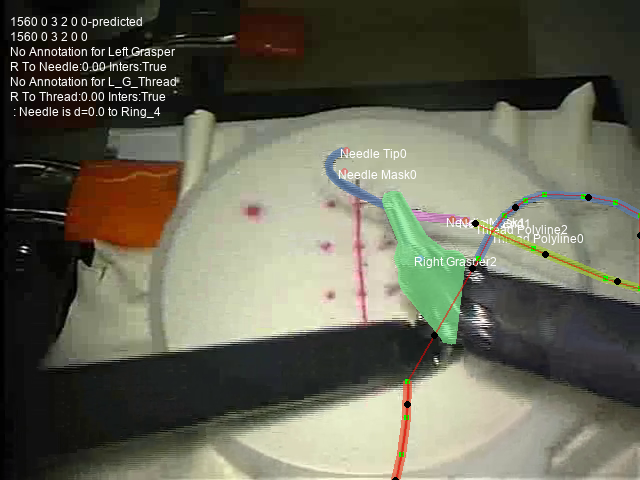 1560 0 3 2 0 0-predicted
1560 0 3 2 0 0
No Annotation for Left Grasper
R To Needle:0.00 Inters:True
No Annotation for L_G_Thread
R To Thread:0.00 Inters:True
: Needle is d=0.0 to Ring_4
Needle Tip0
Needle Mask0
Thread Polyline2
Thread Polyline0
Right Grasper2